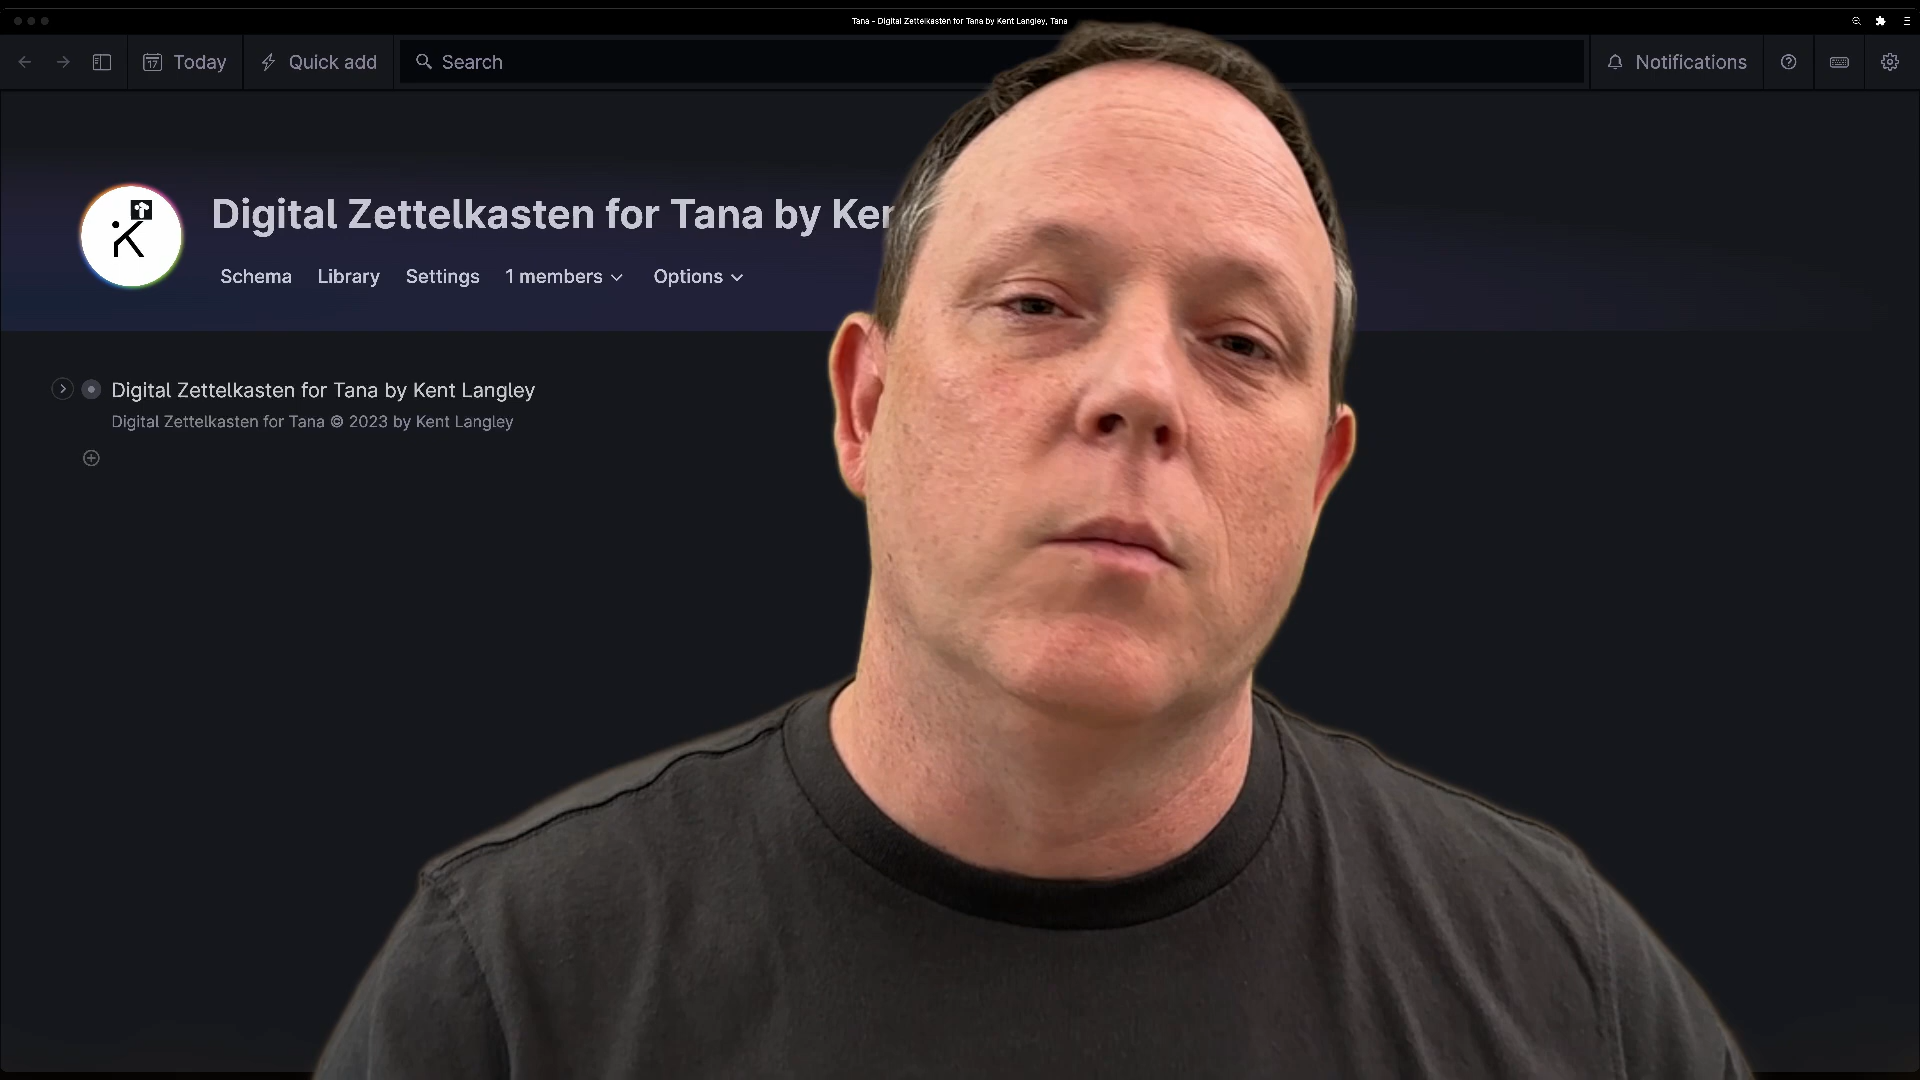 Tana - Digital Zettelkasten for Tana by Kent Langley, Tana
17 Today
Quick add
Search
Notifications
Digital Zettelkasten for Tana by Ker
Schema Library Settings 1 members Options
Digital Zettelkasten for Tana by Kent Langley
Digital Zettelkasten for Tana © 2023 by Kent Langley